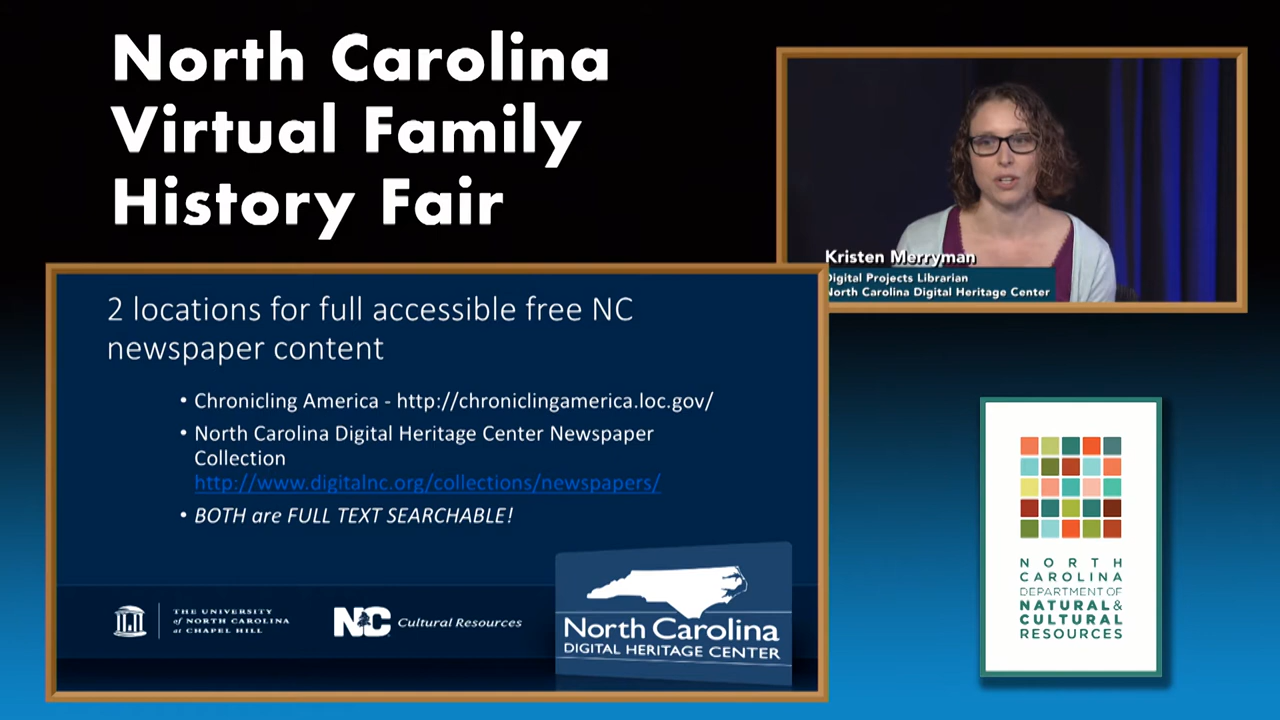 North Carolina
Virtual Family
History Fair
Kristen Merryman
Digital Projects Librarian
North Carolina Digital Heritage Center
2 locations for full accessible free NC
newspaper content
• Chronicling America - http://chroniclingamerica.loc.gov/
• North Carolina Digital Heritage Center Newspaper
Collection
http://www.digitalnc.org/collections/newspapers/
• BOTH are FULL TEXT SEARCHABLE!
THE UNIVERSITY
of NORTH CAROLINA
at CHAPEL HILL
NC Cultural Resources
North Carolina
DIGITAL HERITAGE CENTER
NORTH
CAROLINA
DEPARTMENT OF
NATURAL &
CULTURAL
RESOURCES